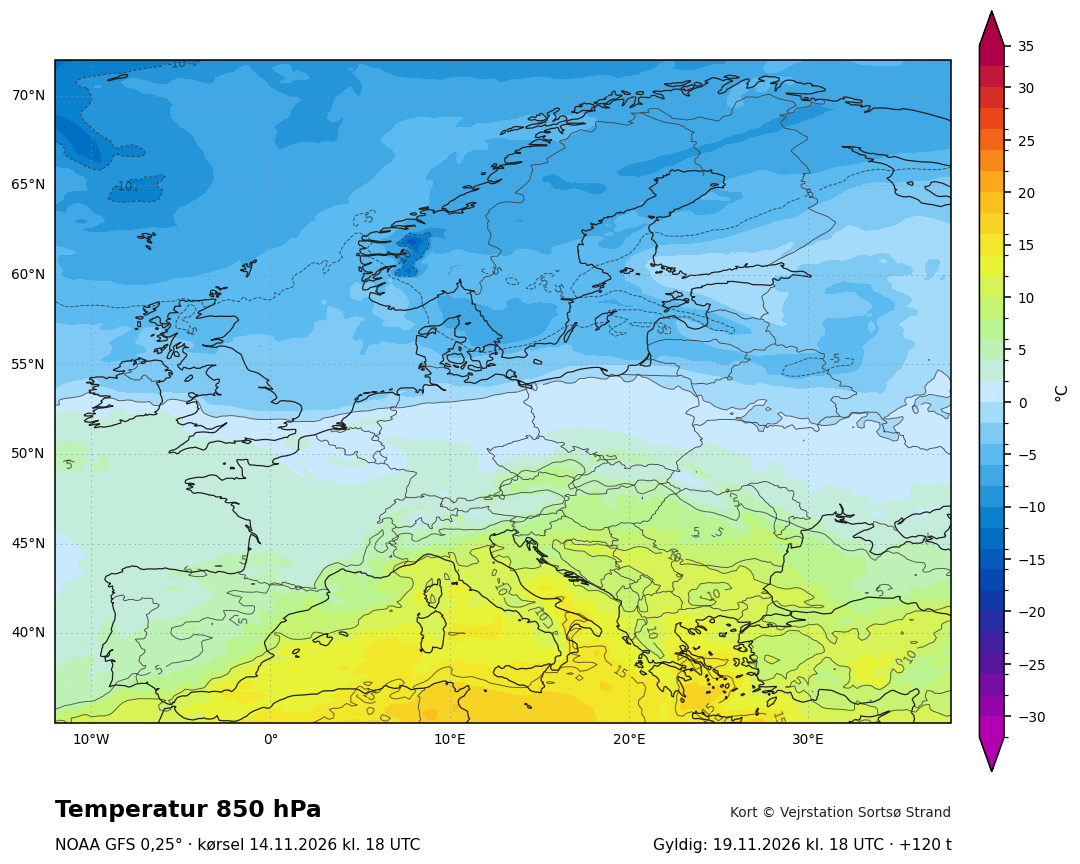 70°N
65°N
60°N
55°N
50°N
45°N
40°N
10°W
0°
10°E
20°E
30°E
35
30
25
20
15
10
5
0
−5
−10
−15
−20
−25
−30
°C
Temperatur 850 hPa
Kort © Vejrstation Sortsø Strand
NOAA GFS 0,25° · kørsel 14.11.2026 kl. 18 UTC
Gyldig: 19.11.2026 kl. 18 UTC · +120 t